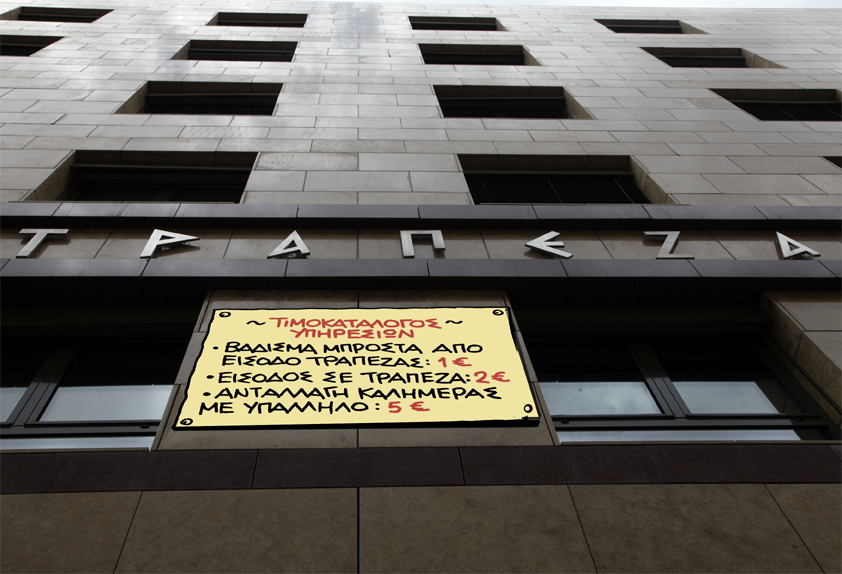 ΤΡΑΠΕΖΑ
~ ΤΙΜΟΚΑΤΑΛΟΓΟΣ ~
ΥΠΗΡΕΣΙΩΝ
• ΒΑΔΙΣΜΑ ΜΠΡΟΣΤΑ ΑΠΟ
ΕΙΣΟΔΟ ΤΡΑΠΕΖΑΣ: 1 €
• ΕΙΣΟΔΟΣ ΣΕ ΤΡΑΠΕΖΑ: 2 €
• ΑΝΤΑΛΛΑΓΗ ΚΑΛΗΜΕΡΑΣ
ΜΕ ΥΠΑΛΛΗΛΟ: 5 €